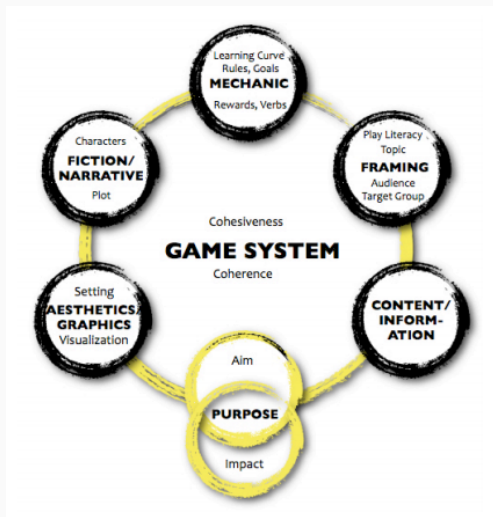 Learning Curve
Rules, Goals
MECHANIC
Rewards, Verbs
Characters
FICTION/
NARRATIVE
Plot
Play Literacy
Topic
FRAMING
Audience
Target Group
Cohesiveness
GAME SYSTEM
Coherence
Setting
AESTHETICS/
GRAPHICS
Visualization
CONTENT/
INFORM-
ATION
Aim
PURPOSE
Impact